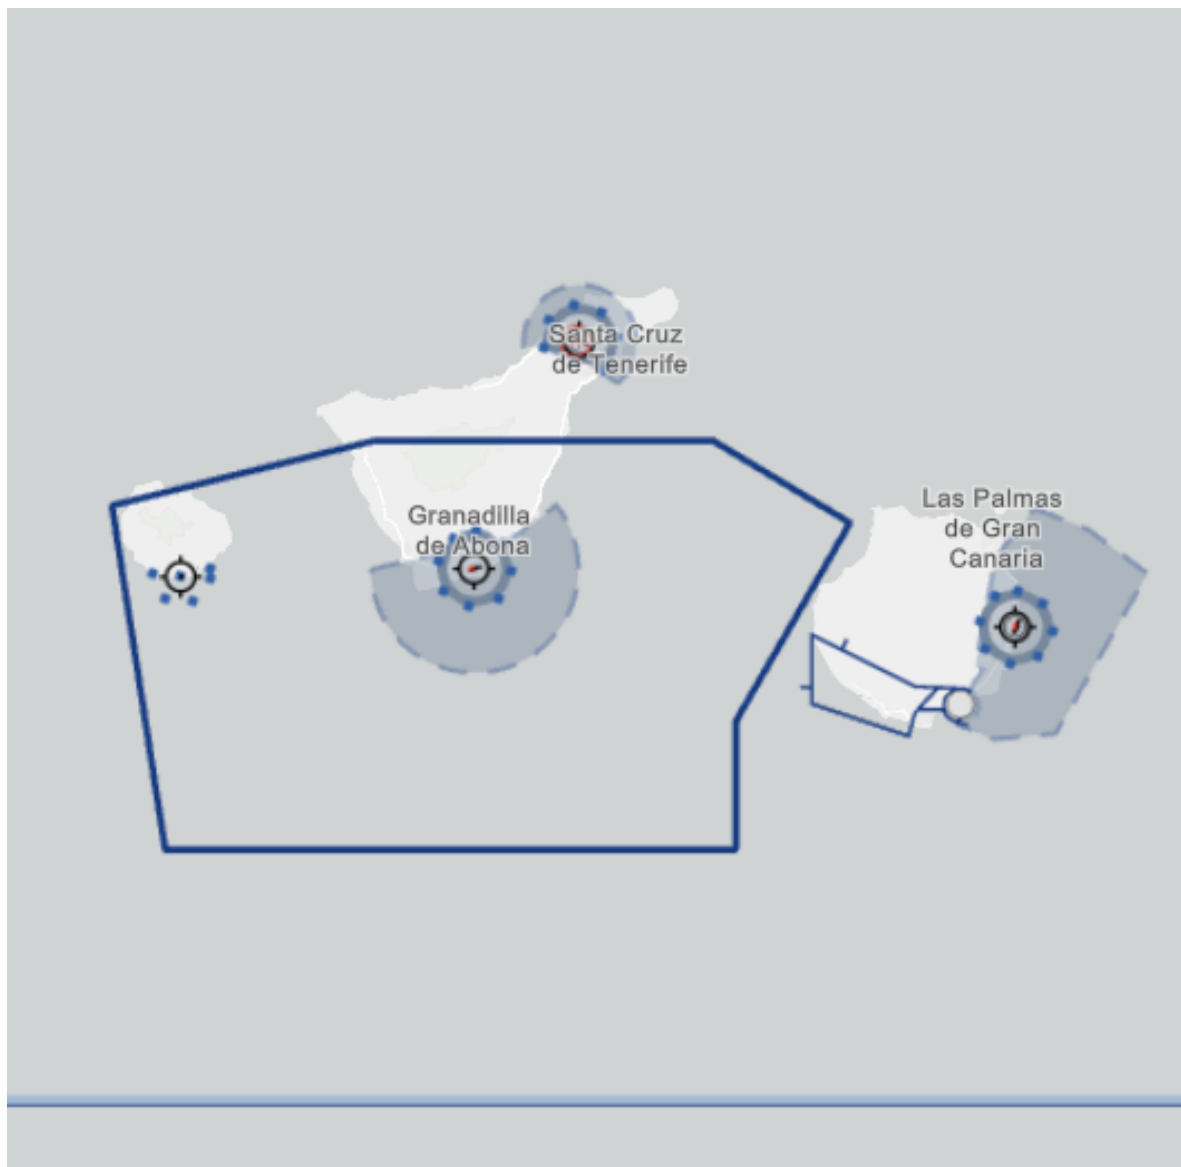 Santa Cruz
de Tenerife
Granadilla
de Abona
Las Palmas
de Gran
Canaria